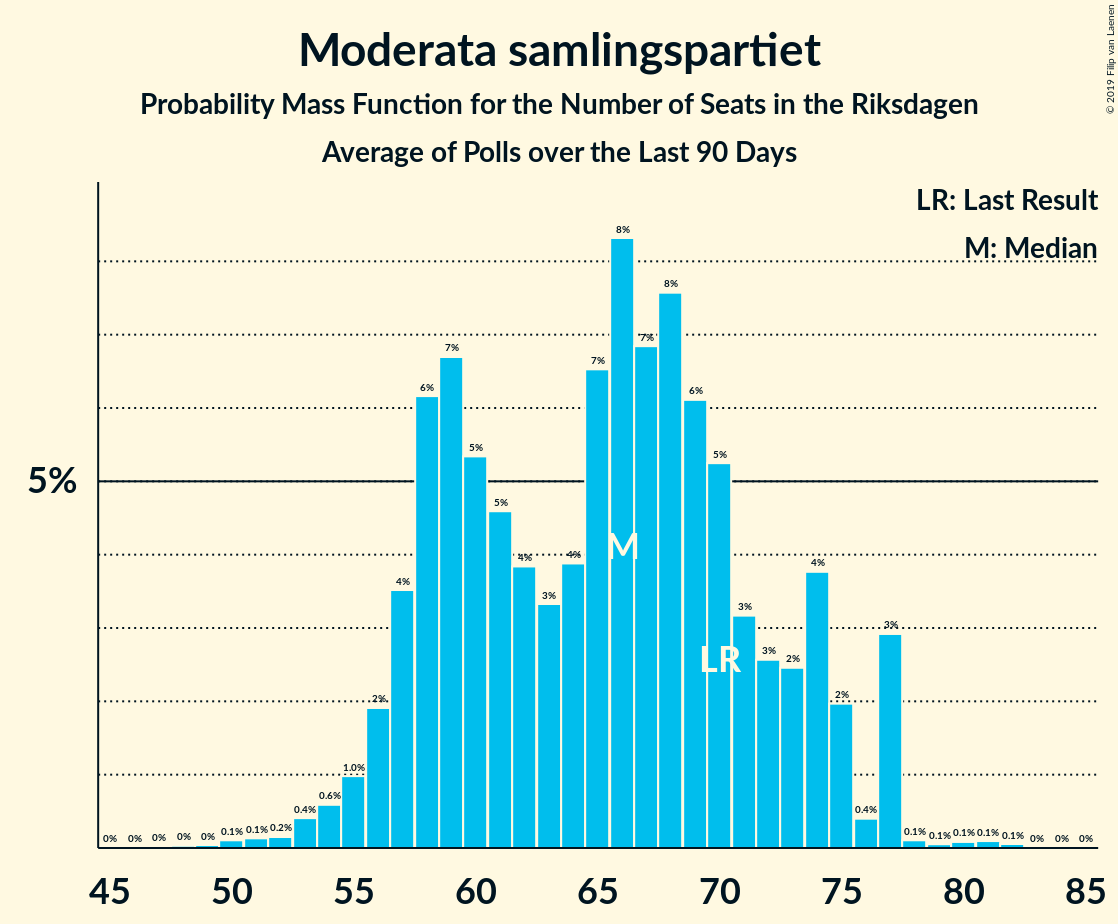 Moderata samlingspartiet
Probability Mass Function for the Number of Seats in the Riksdagen
Average of Polls over the Last 90 Days
© 2019 Filip van Laenen
LR: Last Result
M: Median
5%
0% 0% 0% 0% 0% 0.1% 0.1% 0.2% 0.4% 0.6% 1.0% 2% 4% 6% 7% 5% 5% 4% 3% 4% 7% 8% 7% 8% 6% 5% 3% 3% 2% 4% 2% 0.4% 3% 0.1% 0.1% 0.1% 0.1% 0.1% 0% 0% 0%
M
LR
45 50 55 60 65 70 75 80 85